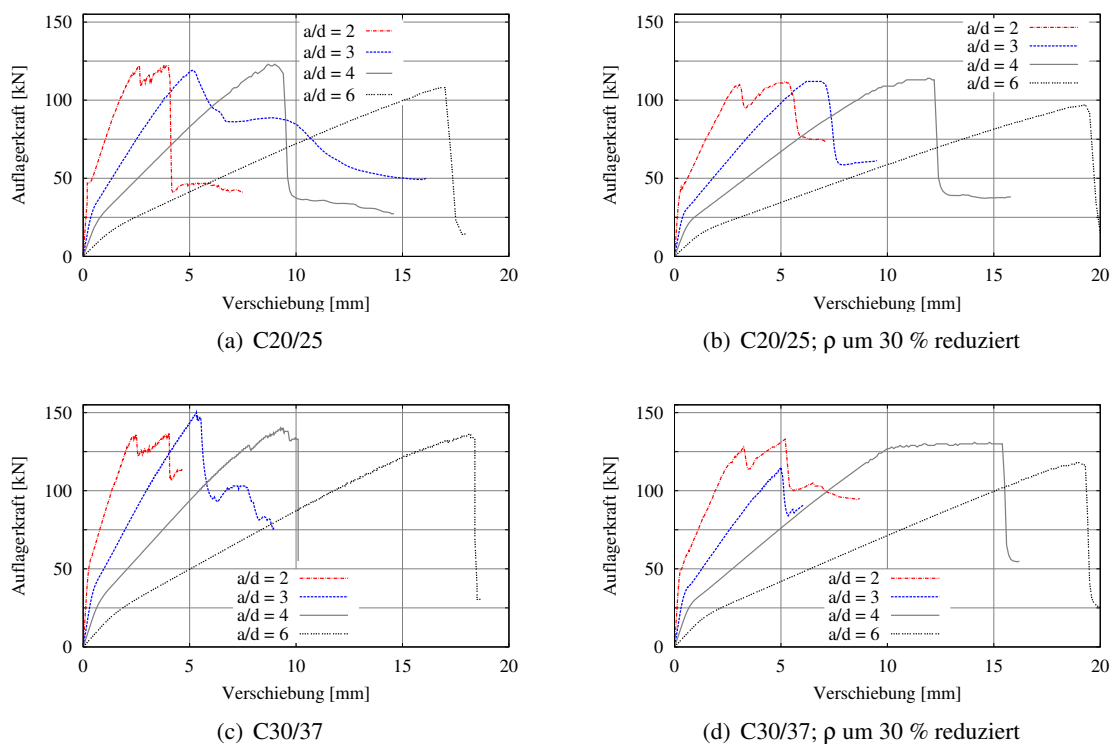 150
100
50
0
Auflagerkraft [kN]
0 5 10 15 20
Verschiebung [mm]
a/d = 2
a/d = 3
a/d = 4
a/d = 6
(a) C20/25
150
100
50
0
Auflagerkraft [kN]
0 5 10 15 20
Verschiebung [mm]
a/d = 2
a/d = 3
a/d = 4
a/d = 6
(b) C20/25; ρ um 30 % reduziert
150
100
50
0
Auflagerkraft [kN]
0 5 10 15 20
Verschiebung [mm]
a/d = 2
a/d = 3
a/d = 4
a/d = 6
(c) C30/37
150
100
50
0
Auflagerkraft [kN]
0 5 10 15 20
Verschiebung [mm]
a/d = 2
a/d = 3
a/d = 4
a/d = 6
(d) C30/37; ρ um 30 % reduziert